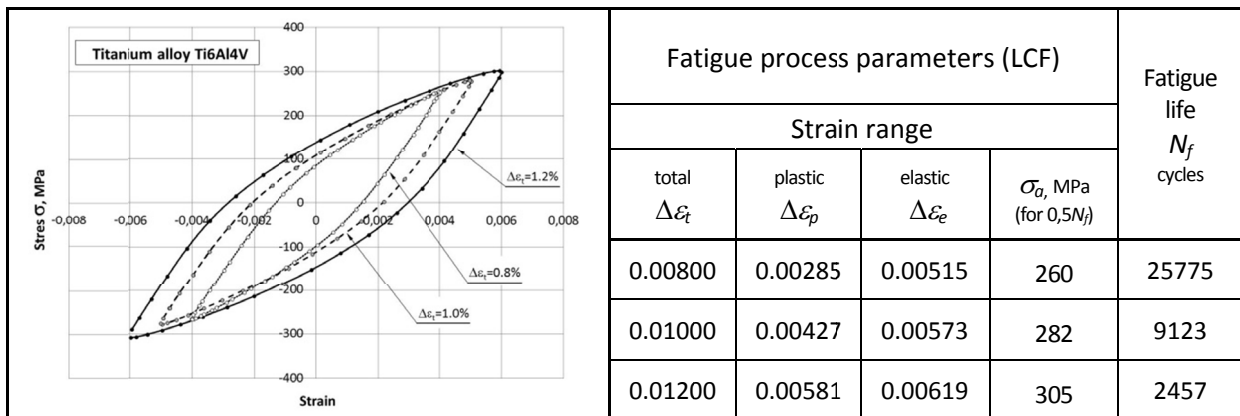 400
Titanium alloy Ti6Al4V
300
200
100
0
-0,008 -0,006 -0,004 -0,002 0 0,002 0,004 0,006 0,008
-100
-200
-300
-400
Stres σ, MPa
Strain
Δεt=1.2%
Δεt=0.8%
Δεt=1.0%
Fatigue process parameters (LCF)
Fatigue
life
Nf
cycles
Strain range
total plastic elastic σa, MPa
Δεt Δεp Δεe (for 0,5Nf)
0.00800 0.00285 0.00515 260 25775
0.01000 0.00427 0.00573 282 9123
0.01200 0.00581 0.00619 305 2457